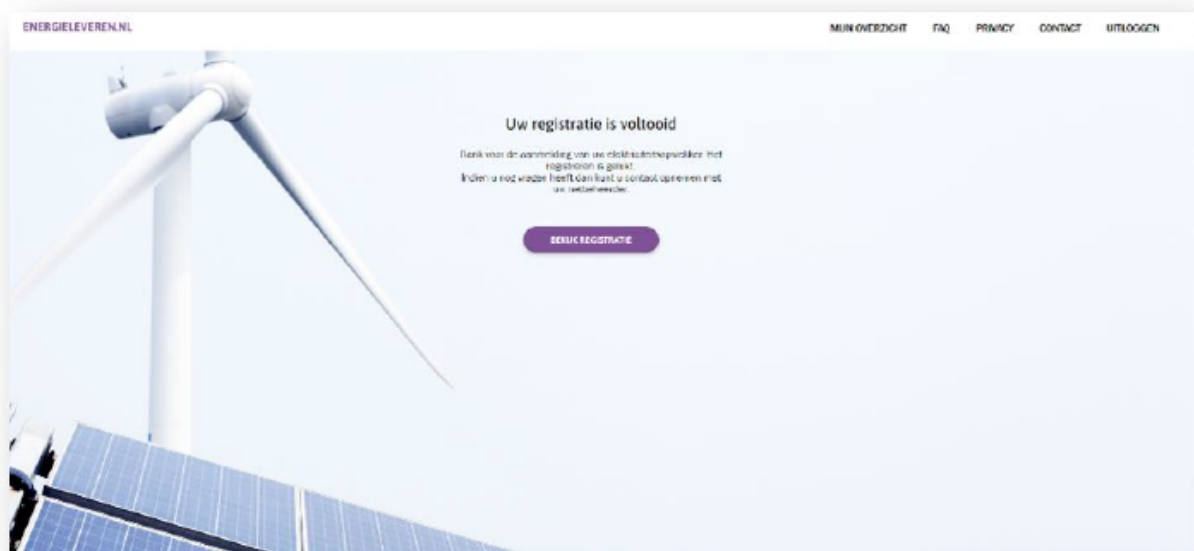 ENERGIELEVEREN.NL
MIJN OVERZICHT FAQ PRIVACY CONTACT UITLOGGEN
Uw registratie is voltooid
Dank voor de aanmelding van uw elektriciteitsopwekker. Het
registreren is gelukt.
Indien u nog vragen heeft dan kunt u contact opnemen met
uw netbeheerder.
BEKIJK REGISTRATIE